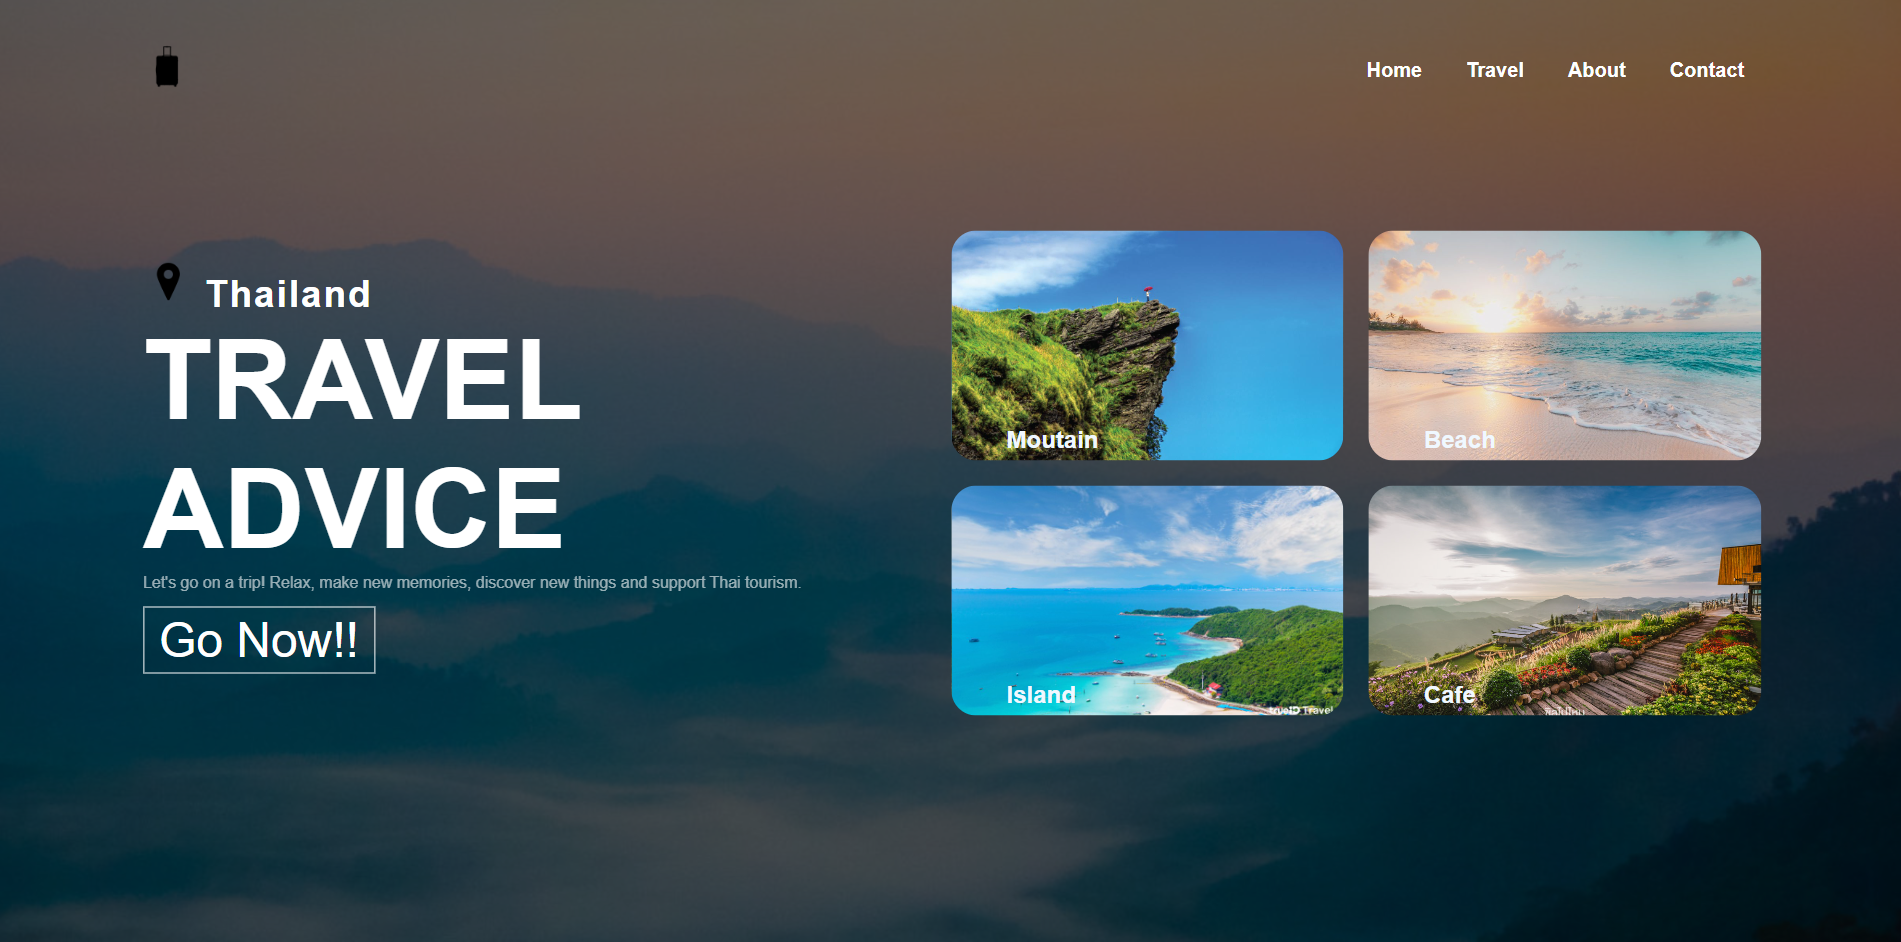 Home Travel About Contact
Thailand
TRAVEL
ADVICE
Let's go on a trip! Relax, make new memories, discover new things and support Thai tourism.
Go Now!!
Moutain
Beach
Island
trueID Travel
Cafe